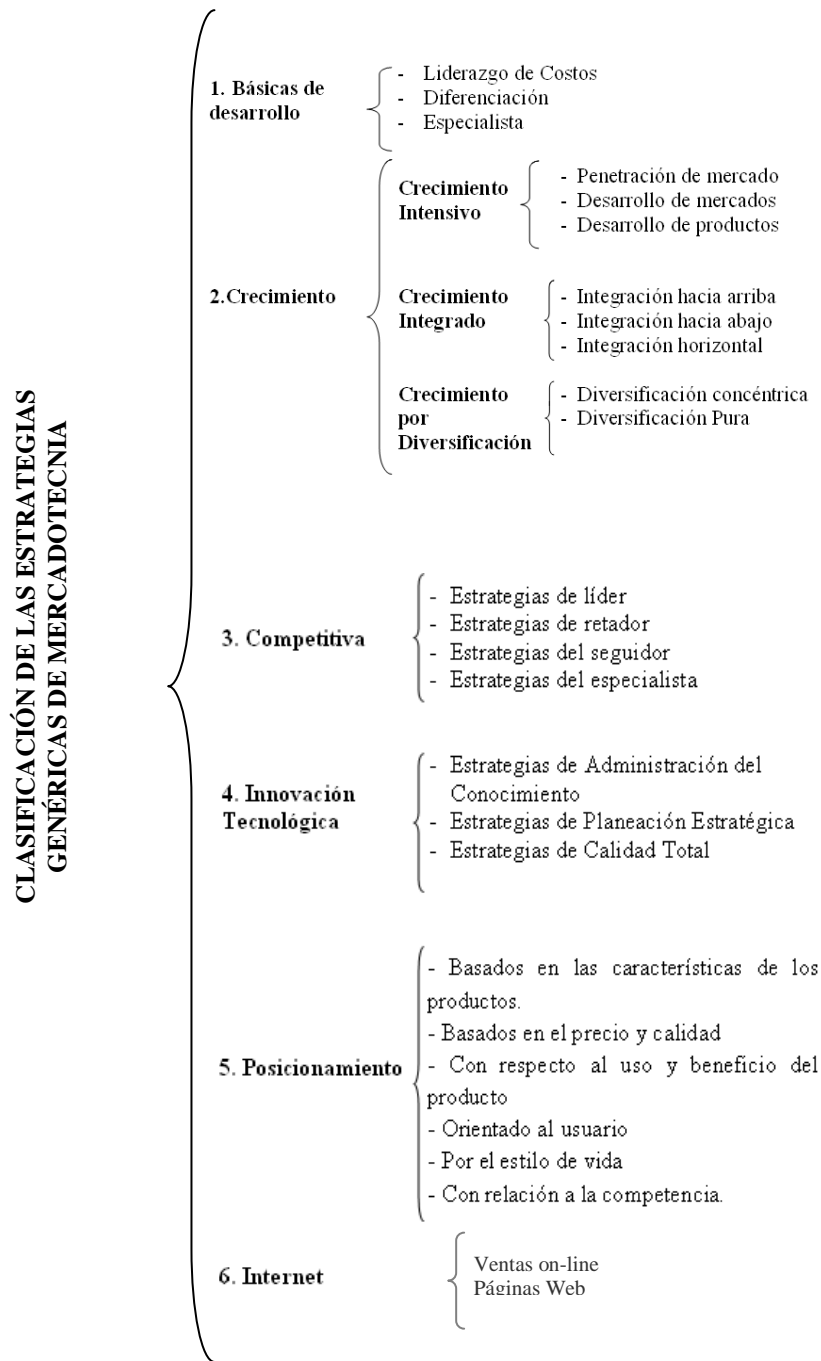 CLASIFICACIÓN DE LAS ESTRATEGIAS
GENÉRICAS DE MERCADOTECNIA
1. Básicas de
desarrollo
- Liderazgo de Costos
- Diferenciación
- Especialista
2.Crecimiento
Crecimiento
Intensivo
- Penetración de mercado
- Desarrollo de mercados
- Desarrollo de productos
Crecimiento
Integrado
- Integración hacia arriba
- Integración hacia abajo
- Integración horizontal
Crecimiento
por
Diversificación
- Diversificación concéntrica
- Diversificación Pura
3. Competitiva
- Estrategias de líder
- Estrategias de retador
- Estrategias del seguidor
- Estrategias del especialista
4. Innovación
Tecnológica
- Estrategias de Administración del
Conocimiento
- Estrategias de Planeación Estratégica
- Estrategias de Calidad Total
5. Posicionamiento
- Basados en las características de los
productos.
- Basados en el precio y calidad
- Con respecto al uso y beneficio del
producto
- Orientado al usuario
- Por el estilo de vida
- Con relación a la competencia.
6. Internet
Ventas on-line
Páginas Web